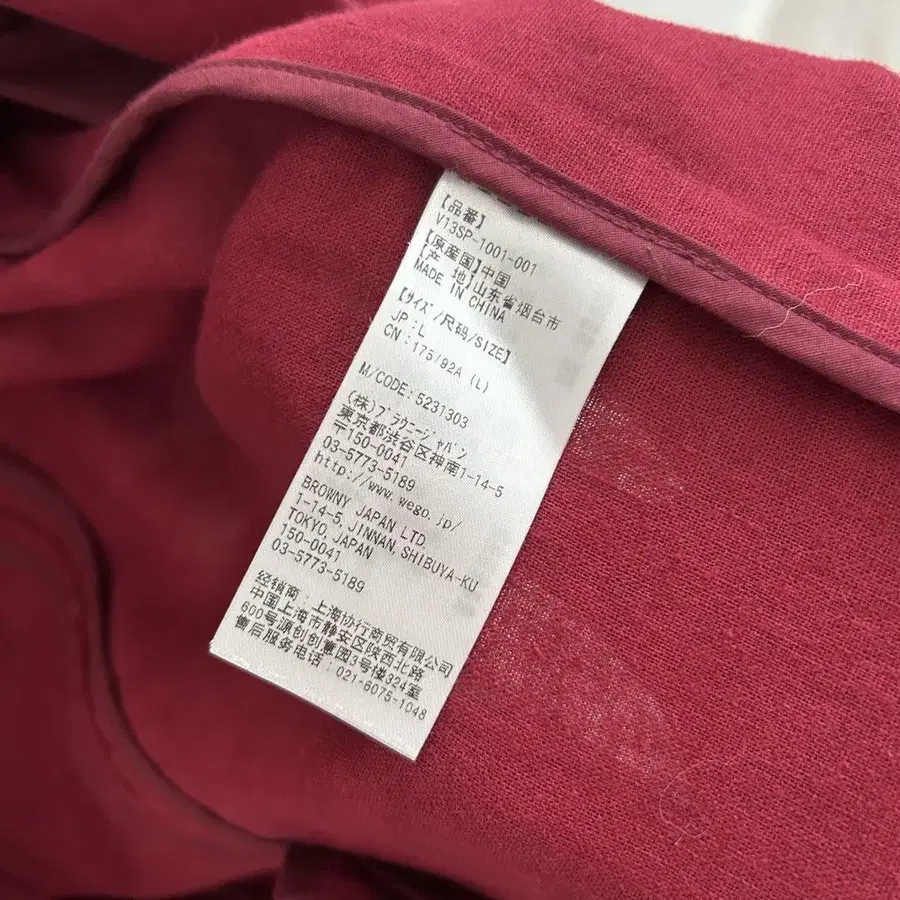 【品番】
V13SP-1001-001
【原産国】中国
【产 地】山东省烟台市
MADE IN CHINA
【サイズ/尺码/SIZE】
JP:L
CN:175/92A (L)
M/CODE:5231303
(株)ブラウニージャパン
東京都渋谷区神南1-14-5
〒150-0041
03-5773-5189
http://www.wego.jp/
BROWNY JAPAN LTD.
1-14-5, JINNAN, SHIBUYA-KU
TOKYO, JAPAN
150-0041
03-5773-5189
经销商:上海协行商贸有限公司
中国上海市静安区陕西北路
600号源创创意园3号楼324室
售后服务电话:021-6075-1048